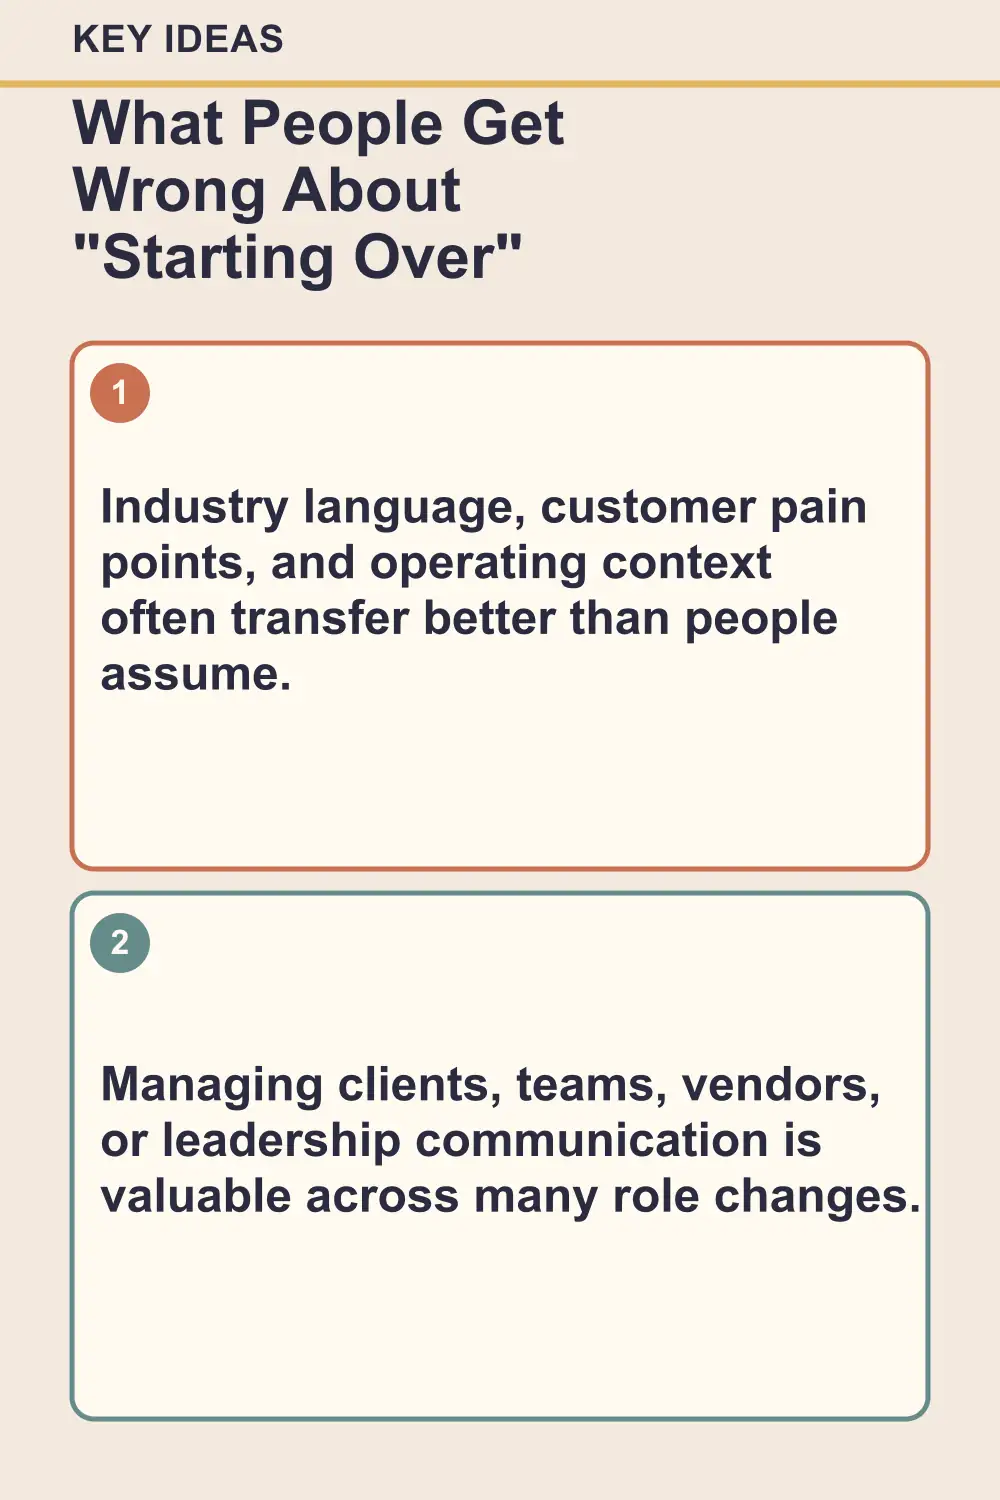 KEY IDEAS
What People Get
Wrong About
"Starting Over"
1
Industry language, customer pain
points, and operating context
often transfer better than people
assume.
2
Managing clients, teams, vendors,
or leadership communication is
valuable across many role changes.